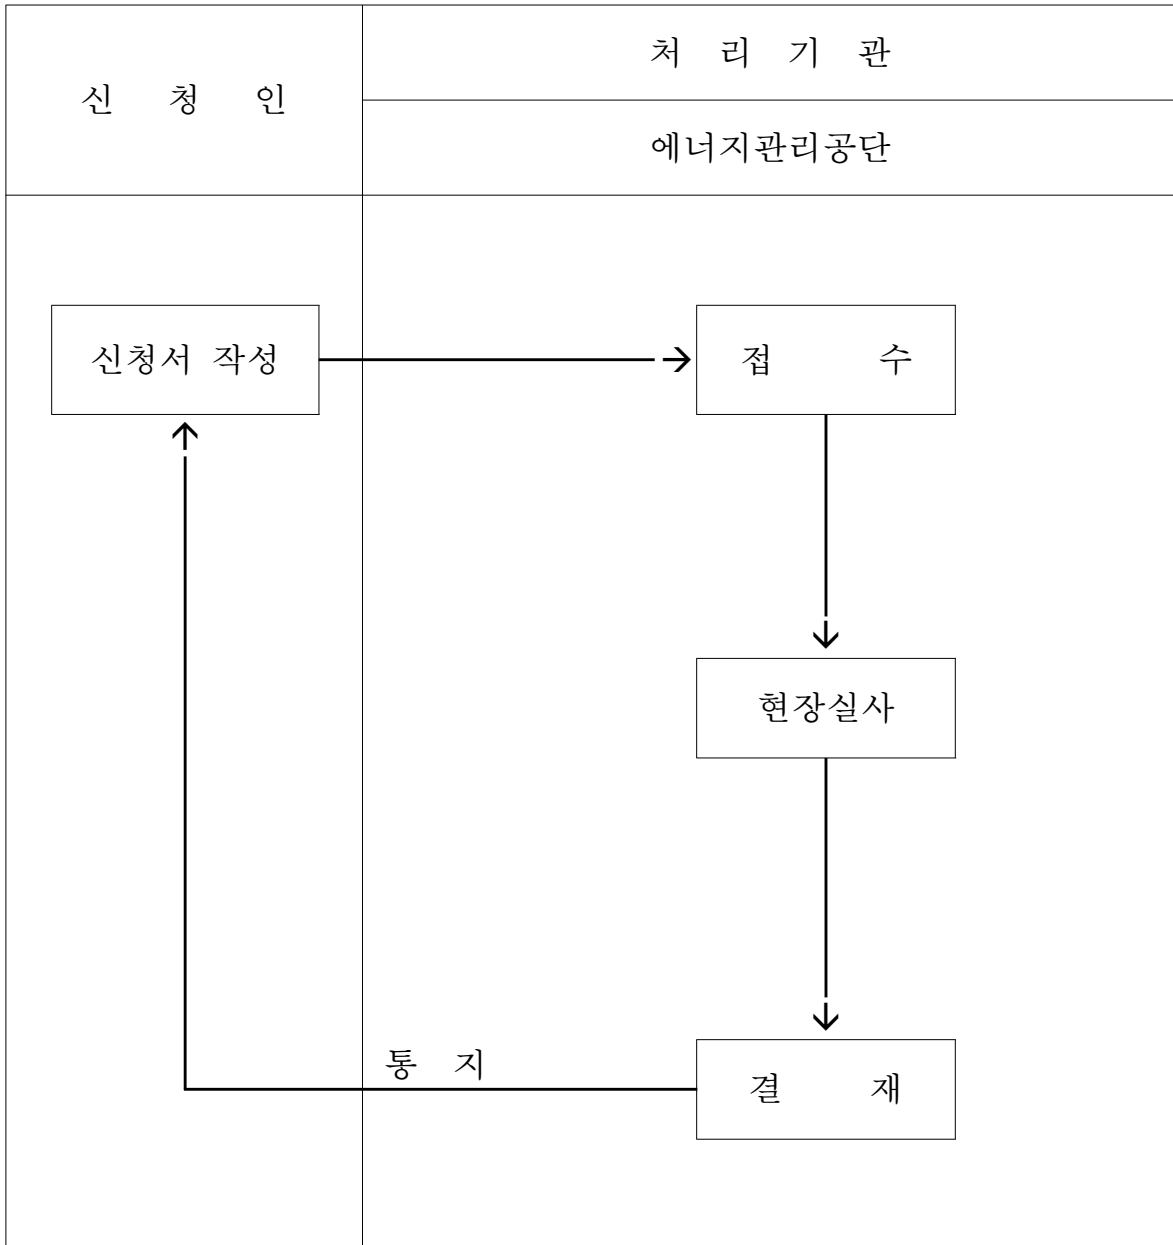 처 리 기 관
신 청 인
에너지관리공단
신청서 작성
접 수
현장실사
통 지
결 재